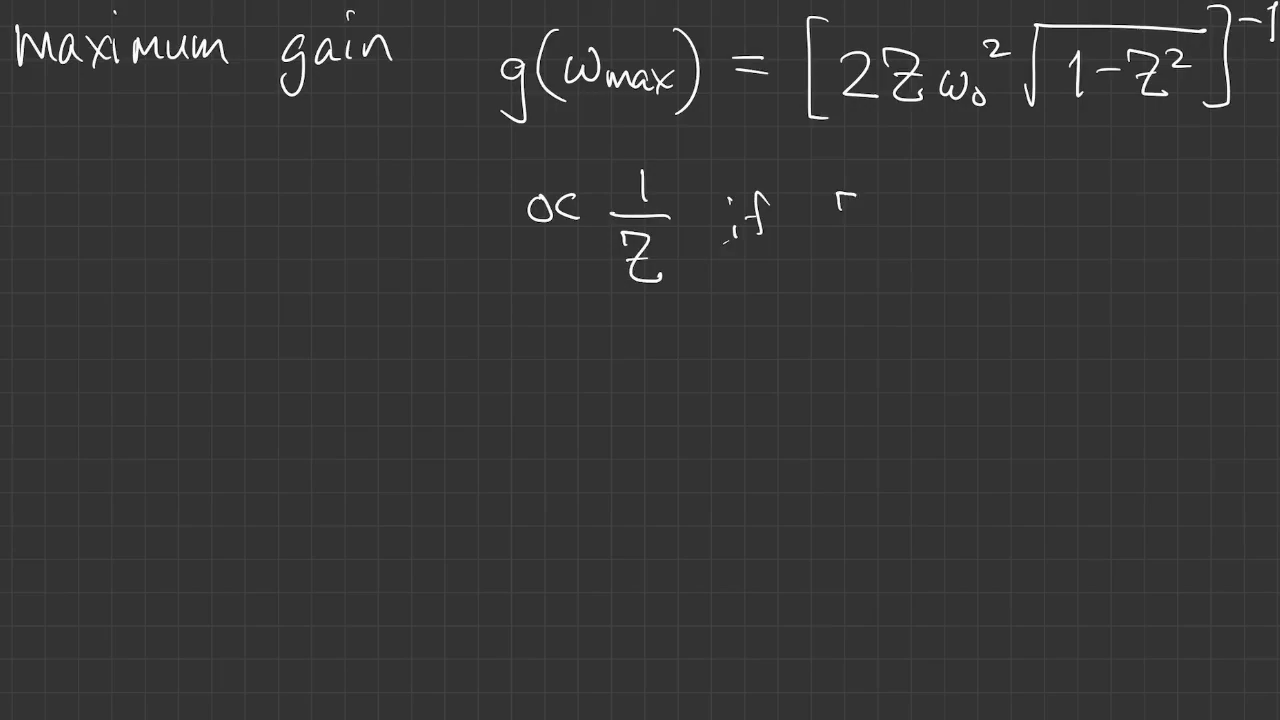 maximum gain g(ωmax) = [2Zω₀²√(1-Z²)]⁻¹
∝ 1/Z if